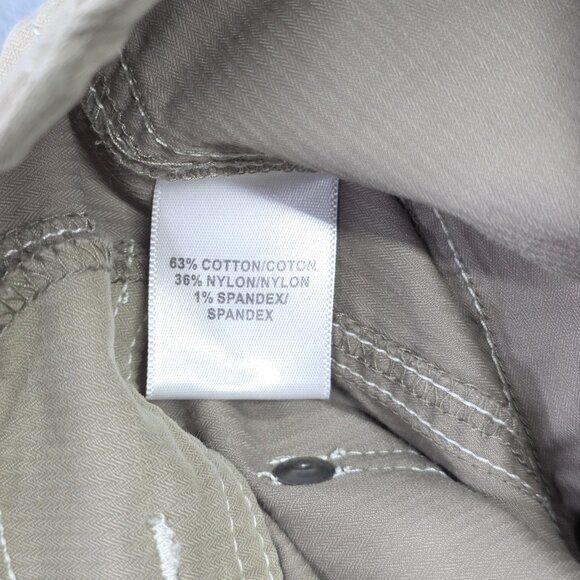 63% COTTON/COTON
36% NYLON/NYLON
1% SPANDEX/
SPANDEX